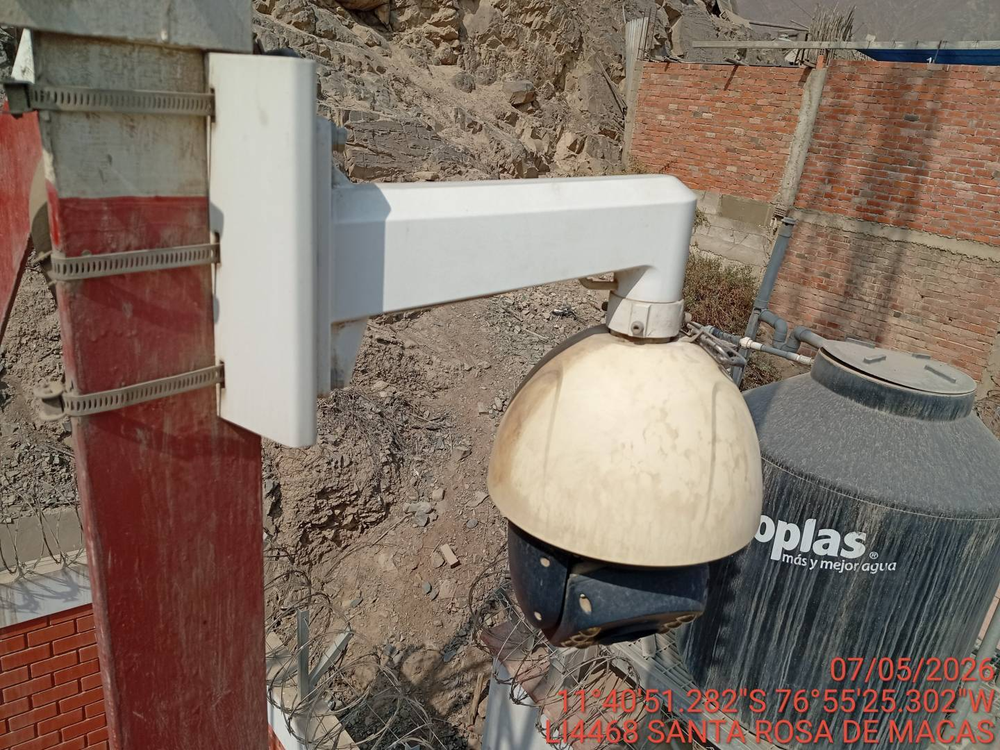 oplas®
más y mejor agua
07/05/2026
11°40'51.282"S 76°55'25.302"W
LI4468 SANTA ROSA DE MACAS